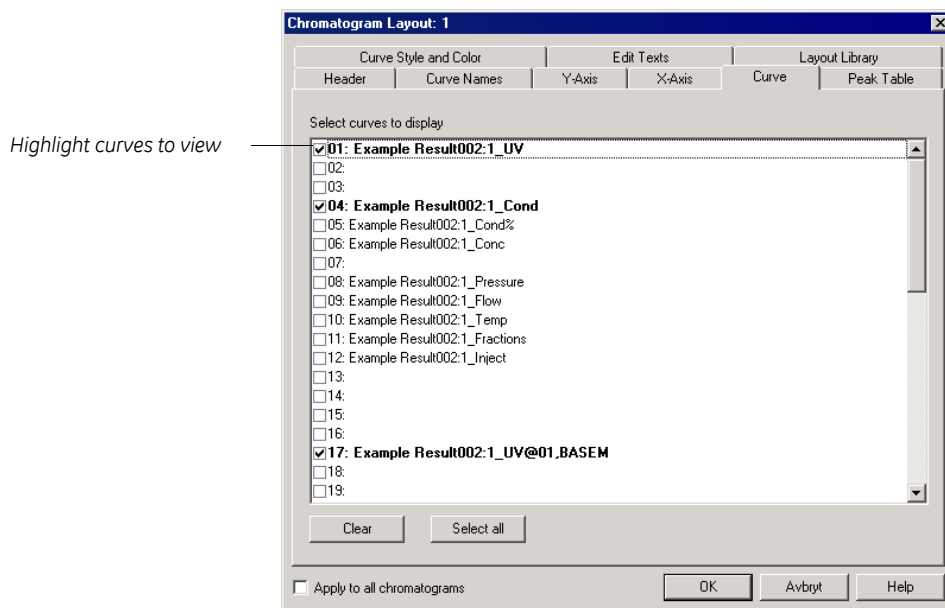 Chromatogram Layout: 1
Curve Style and Color Edit Texts Layout Library
Header Curve Names Y-Axis X-Axis Curve Peak Table
Select curves to display
Highlight curves to view
01: Example Result002:1_UV
02:
03:
04: Example Result002:1_Cond
05: Example Result002:1_Cond%
06: Example Result002:1_Conc
07:
08: Example Result002:1_Pressure
09: Example Result002:1_Flow
10: Example Result002:1_Temp
11: Example Result002:1_Fractions
12: Example Result002:1_Inject
13:
14:
15:
16:
17: Example Result002:1_UV@01,BASEM
18:
19:
Clear Select all
Apply to all chromatograms OK Avbryt Help